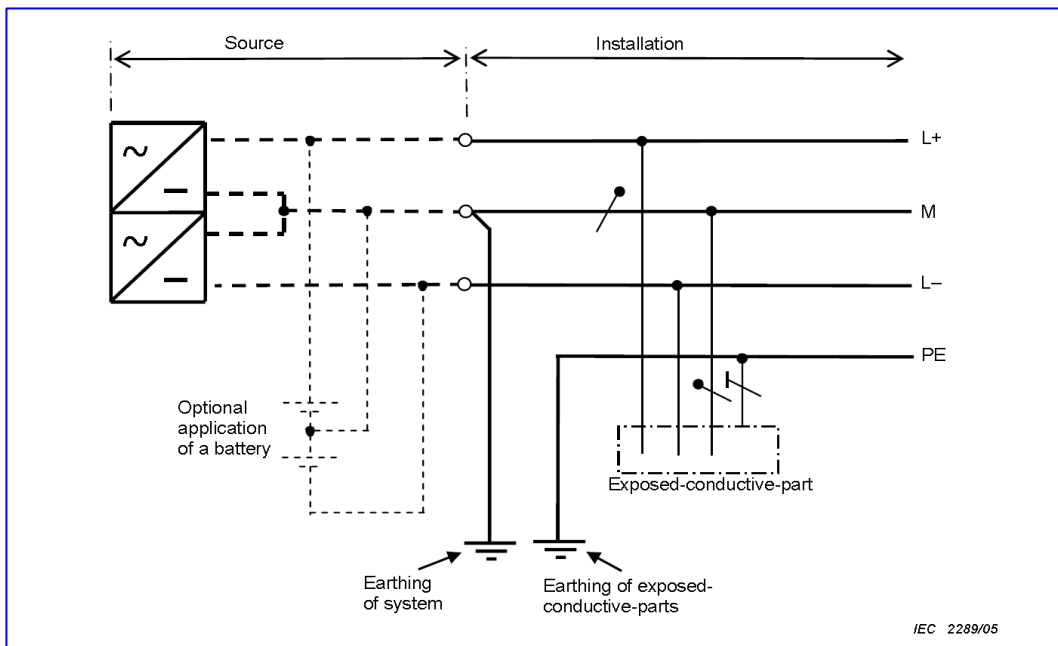 Source
Installation
L+
M
L–
PE
Optional
application
of a battery
Exposed-conductive-part
Earthing
of system
Earthing of exposed-
conductive-parts
IEC 2289/05